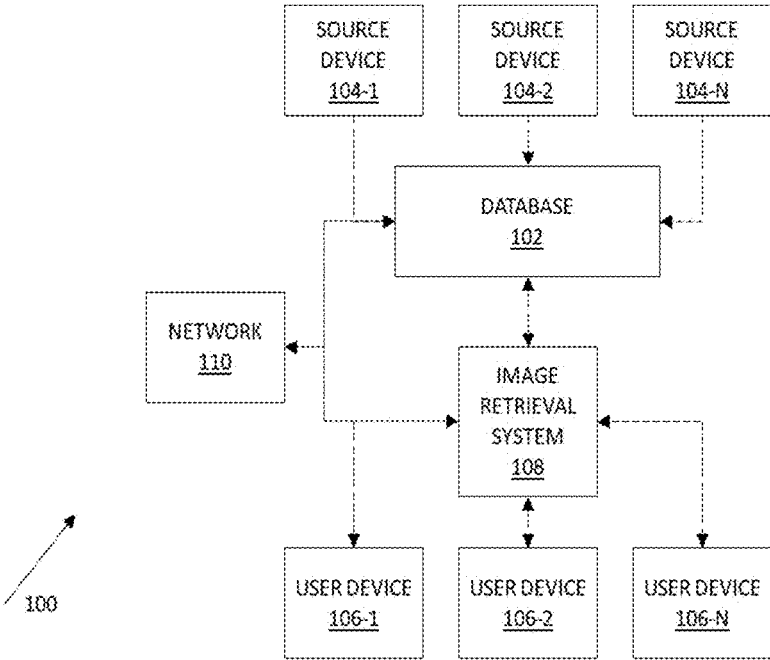 SOURCE
DEVICE
104-1
SOURCE
DEVICE
104-2
SOURCE
DEVICE
104-N
DATABASE
102
NETWORK
110
IMAGE
RETRIEVAL
SYSTEM
108
100
USER DEVICE
106-1
USER DEVICE
106-2
USER DEVICE
106-N